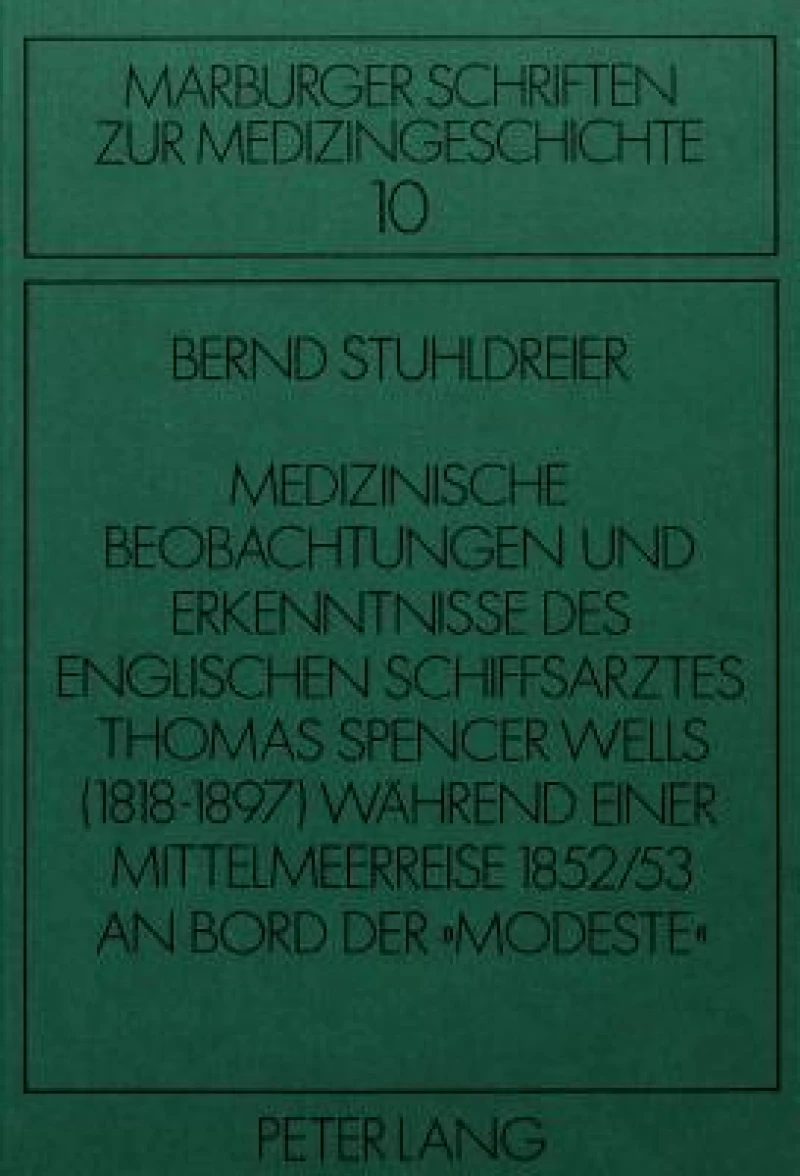 MARBURGER SCHRIFTEN
ZUR MEDIZINGESCHICHTE
10
BERND STUHLDREIER
MEDIZINISCHE
BEOBACHTUNGEN UND
ERKENNTNISSE DES
ENGLISCHEN SCHIFFSARZTES
THOMAS SPENCER WELLS
(1818-1897) WÄHREND EINER
MITTELMEERREISE 1852/53
AN BORD DER »MODESTE«
PETER LANG